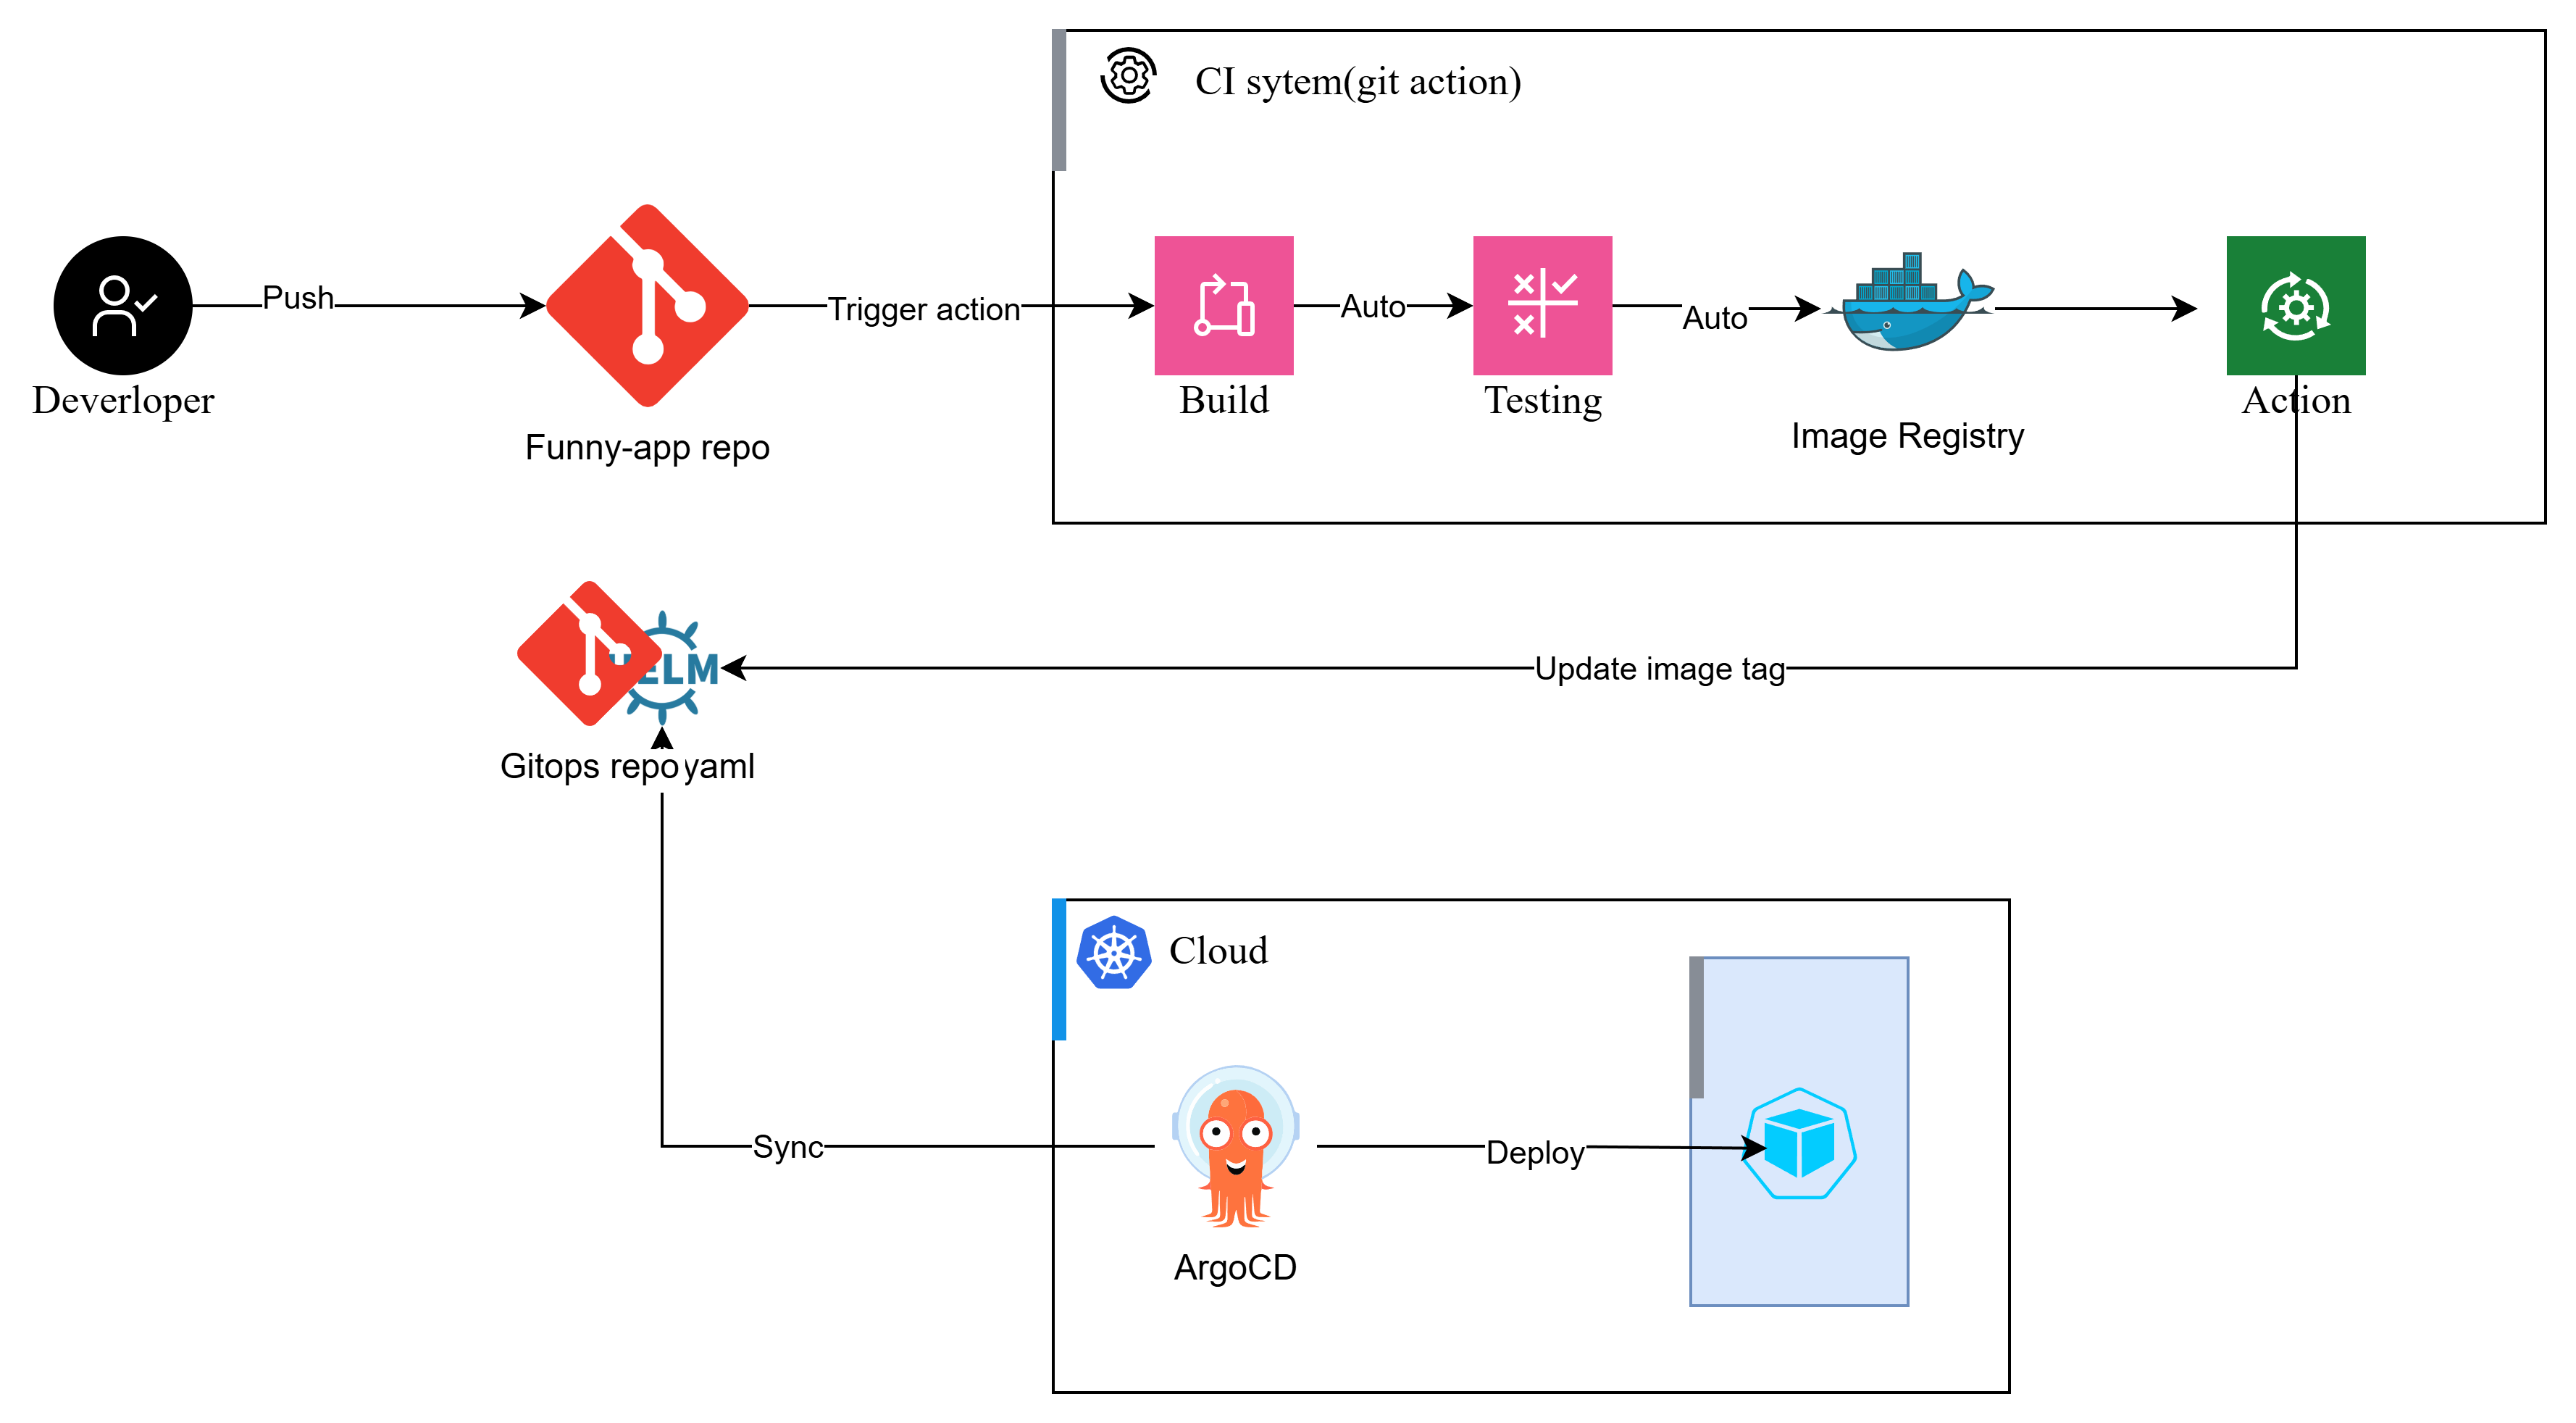 CI sytem(git action)
Push
Trigger action
Auto
Auto
Deverloper
Funny-app repo
Build
Testing
Image Registry
Action
ELM
Update image tag
Gitops repo yaml
Cloud
Sync
Deploy
ArgoCD